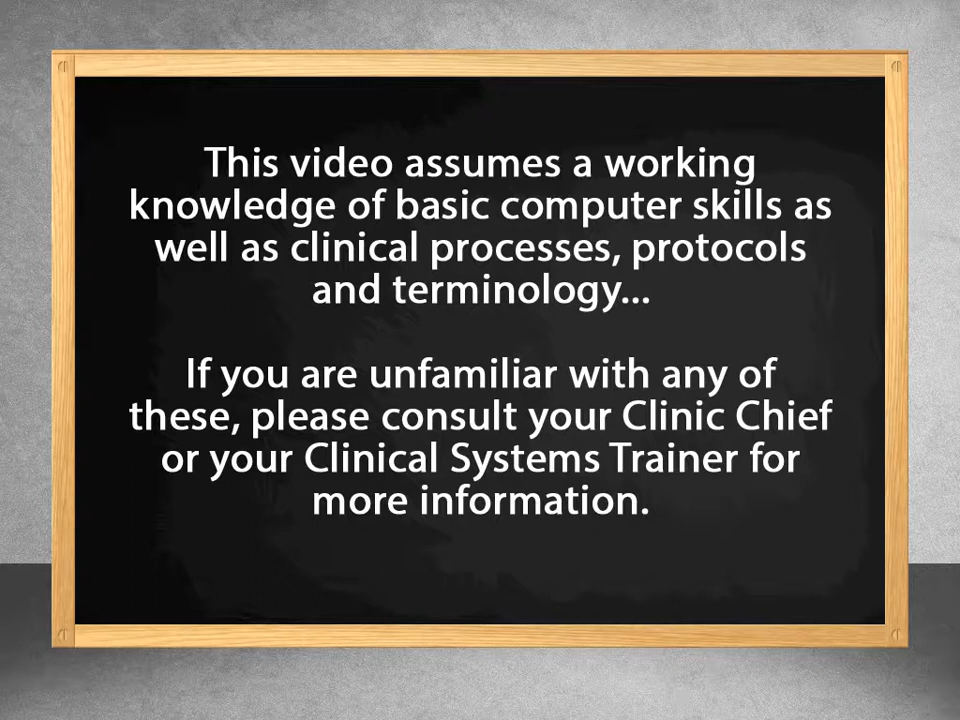 This video assumes a working
knowledge of basic computer skills as
well as clinical processes, protocols
and terminology...
If you are unfamiliar with any of
these, please consult your Clinic Chief
or your Clinical Systems Trainer for
more information.